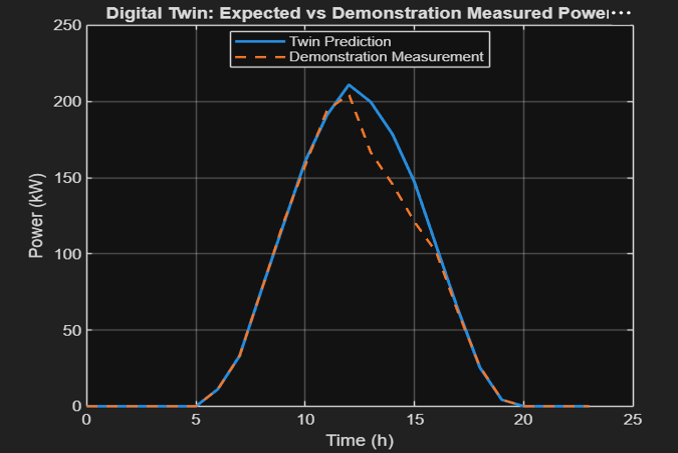 Digital Twin: Expected vs Demonstration Measured Power...
250
Twin Prediction
Demonstration Measurement
200
150
100
50
0
Power (kW)
0 5 10 15 20 25
Time (h)